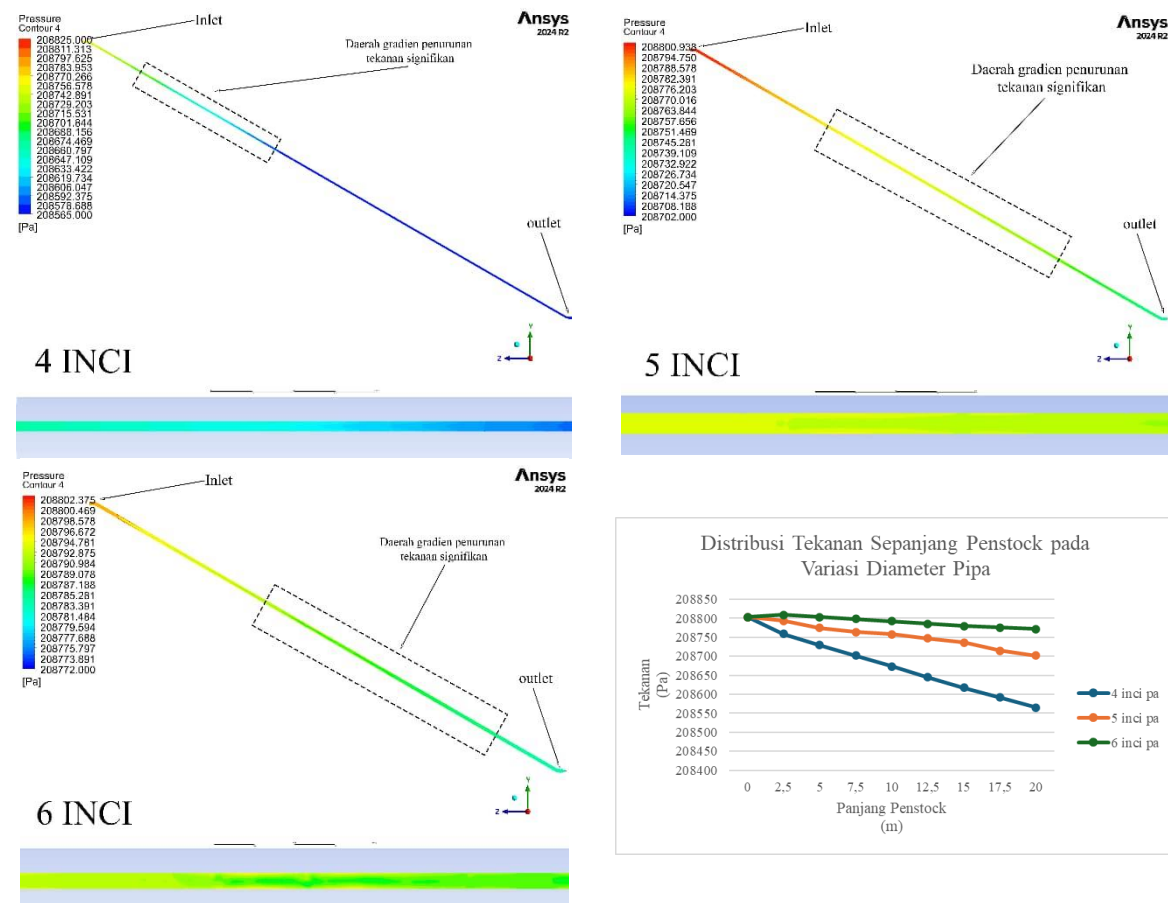 Pressure
Contour 4
208825.000
208811.313
208797.625
208783.953
208770.266
208756.578
208742.891
208729.203
208715.531
208701.844
208688.156
208674.469
208660.797
208647.109
208633.422
208619.734
208606.047
208592.375
208578.688
208565.000
[Pa]
Inlet
Daerah gradien penurunan
tekanan signifikan
Ansys
2024 R2
outlet
Y
Z
4 INCI
Pressure
Contour 4
208800.938
208794.750
208788.578
208782.391
208776.203
208770.016
208763.844
208757.656
208751.469
208745.281
208739.109
208732.922
208726.734
208720.547
208714.375
208708.188
208702.000
[Pa]
Inlet
Daerah gradien penurunan
tekanan signifikan
Ansys
2024 R2
outlet
Y
Z
5 INCI
Pressure
Contour 4
208802.375
208800.469
208798.578
208796.672
208794.781
208792.875
208790.984
208789.078
208787.188
208785.281
208783.391
208781.484
208779.594
208777.688
208775.797
208773.891
208772.000
[Pa]
Inlet
Daerah gradien penurunan
tekanan signifikan
Ansys
2024 R2
outlet
Y
Z
6 INCI
Distribusi Tekanan Sepanjang Penstock pada
Variasi Diameter Pipa
208850
208800
208750
208700
208650
208600
208550
208500
208450
208400
Tekanan
(Pa)
0 2,5 5 7,5 10 12,5 15 17,5 20
Panjang Penstock
(m)
4 inci pa
5 inci pa
6 inci pa